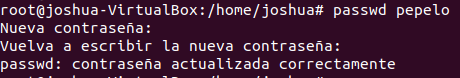 root@joshua-VirtualBox:/home/joshua# passwd pepelo
Nueva contraseña:
Vuelva a escribir la nueva contraseña:
passwd: contraseña actualizada correctamente